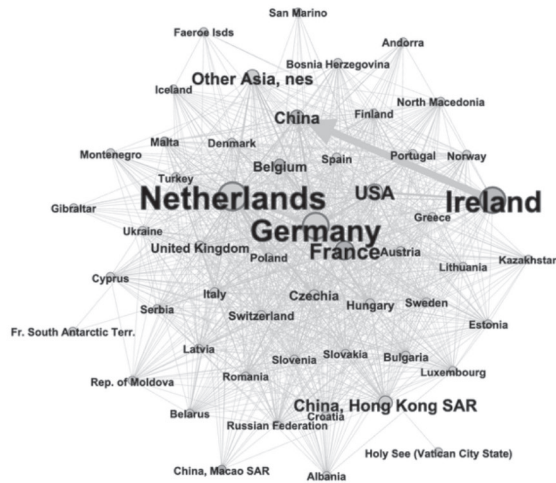 San Marino
Faeroe Isds
Andorra
Bosnia Herzegovina
Other Asia, nes
Iceland
North Macedonia
China
Finland
Malta
Denmark
Montenegro
Spain
Portugal
Norway
Belgium
Turkey
Netherlands
USA
Ireland
Gibraltar
Greece
Ukraine
Germany
United Kingdom
France
Austria
Poland
Kazakhstan
Lithuania
Cyprus
Italy
Czechia
Serbia
Hungary
Sweden
Switzerland
Estonia
Fr. South Antarctic Terr.
Latvia
Slovenia
Slovakia
Bulgaria
Luxembourg
Romania
Rep. of Moldova
China, Hong Kong SAR
Belarus
Croatia
Russian Federation
Holy See (Vatican City State)
China, Macao SAR
Albania